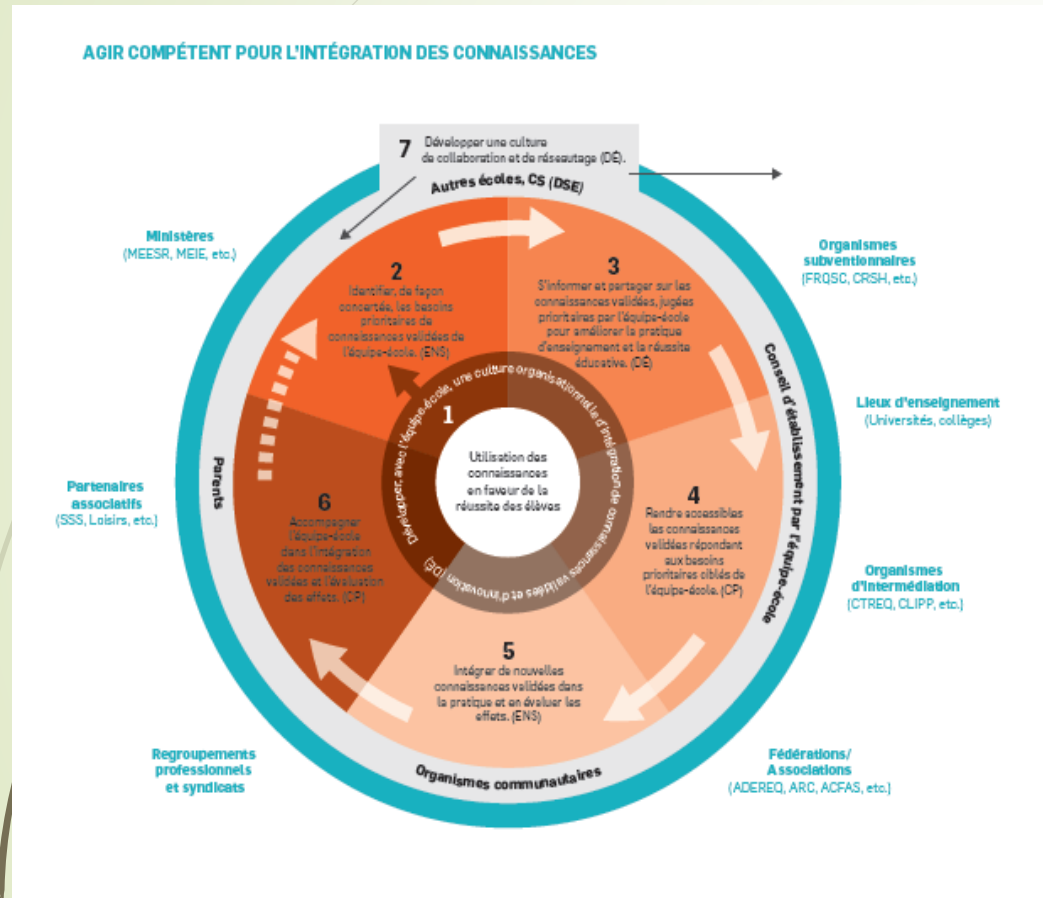 AGIR COMPÉTENT POUR L'INTÉGRATION DES CONNAISSANCES
7 Développer une culture
de collaboration et de réseautage (DÉ).
Autres écoles, CS (DSE)
Ministères
(MEESR, MEIE, etc.)
Organismes
subventionnaires
(FRQSC, CRSH, etc.)
2
Identifier, de façon
concertée, les besoins
prioritaires de
connaissances validées de
l'équipe-école. (ENS)
3
S'informer et partager sur les
connaissances validées, jugées
prioritaires par l'équipe-école
pour améliorer la pratique
d'enseignement et la réussite
éducative. (DÉ)
Conseil d'établissement par l'équipe-école
Lieux d'enseignement
(Universités, collèges)
1
Développer, avec l'équipe-école, une culture organisationnelle d'intégration de connaissances validées et d'innovation (DÉ)
Utilisation des
connaissances
en faveur de la
réussite des élèves
Parents
Partenaires
associatifs
(SSS, Loisirs, etc.)
6
Accompagner
l'équipe-école
dans l'intégration
des connaissances
validées et l'évaluation
des effets. (CP)
4
Rendre accessibles
les connaissances
validées répondant
aux besoins
prioritaires ciblés de
l'équipe-école. (CP)
Organismes
d'intermédiation
(CTREQ, CLIPP, etc.)
5
Intégrer de nouvelles
connaissances validées dans
la pratique et en évaluer les
effets. (ENS)
Organismes communautaires
Regroupements
professionnels
et syndicats
Fédérations/
Associations
(ADEREQ, ARC, ACFAS, etc.)